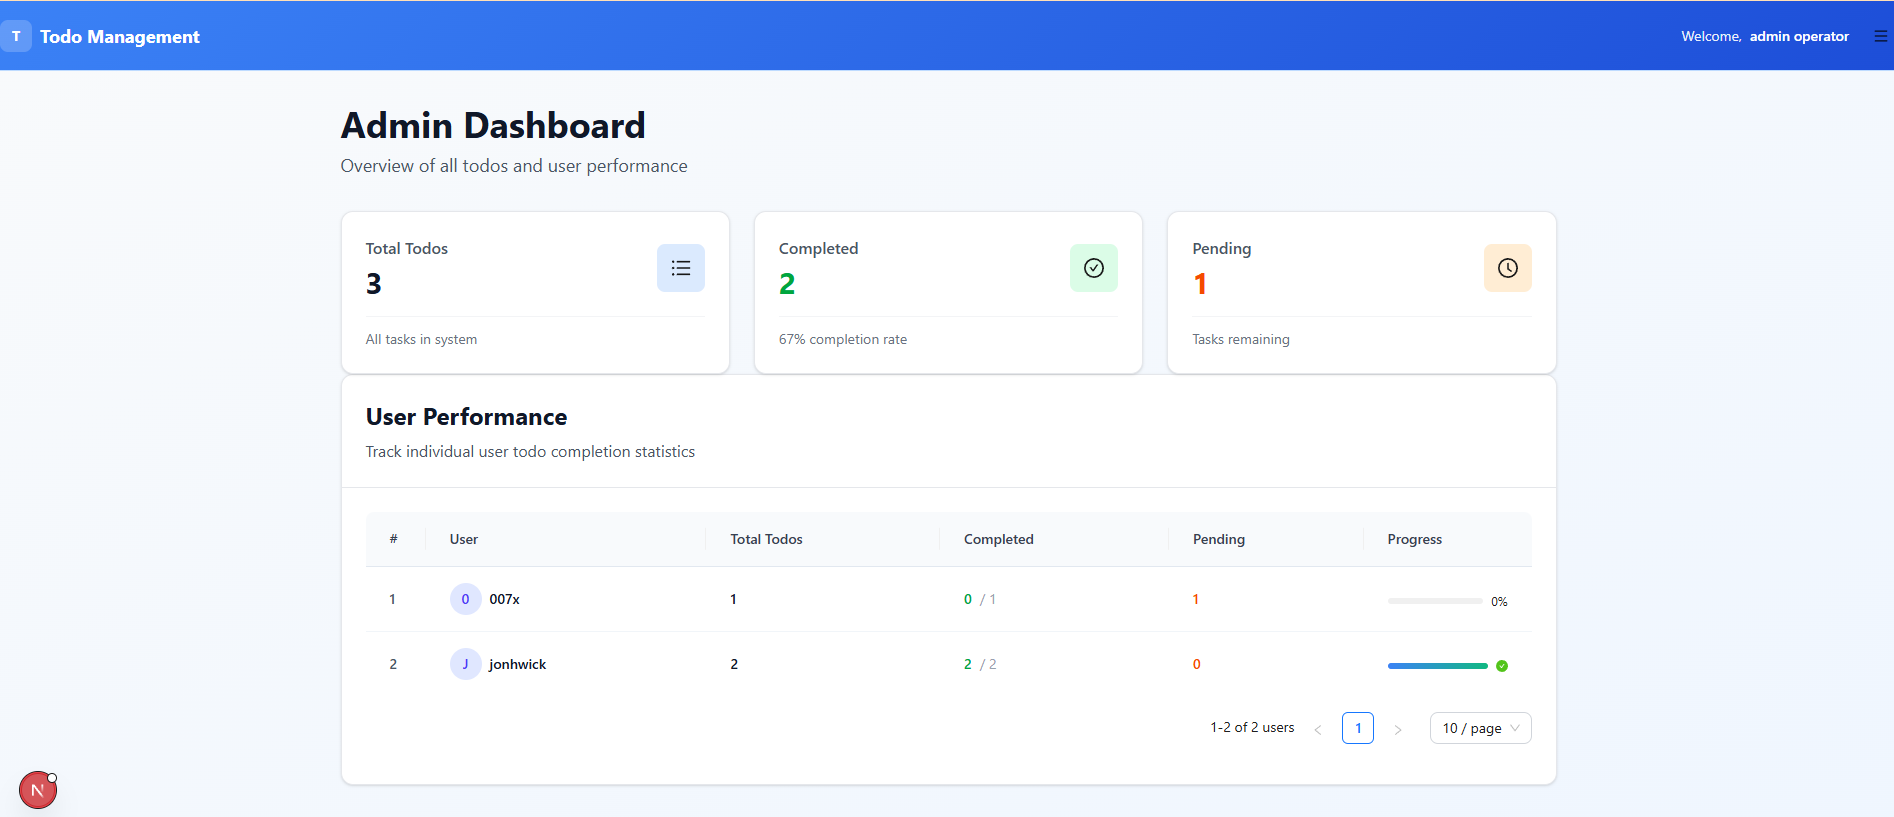 T Todo Management
Welcome, admin operator
Admin Dashboard
Overview of all todos and user performance
Total Todos
3
All tasks in system
Completed
2
67% completion rate
Pending
1
Tasks remaining
User Performance
Track individual user todo completion statistics
# User Total Todos Completed Pending Progress
1 0 007x 1 0 / 1 1 0%
2 J jonhwick 2 2 / 2 0
1-2 of 2 users < 1 > 10 / page
N